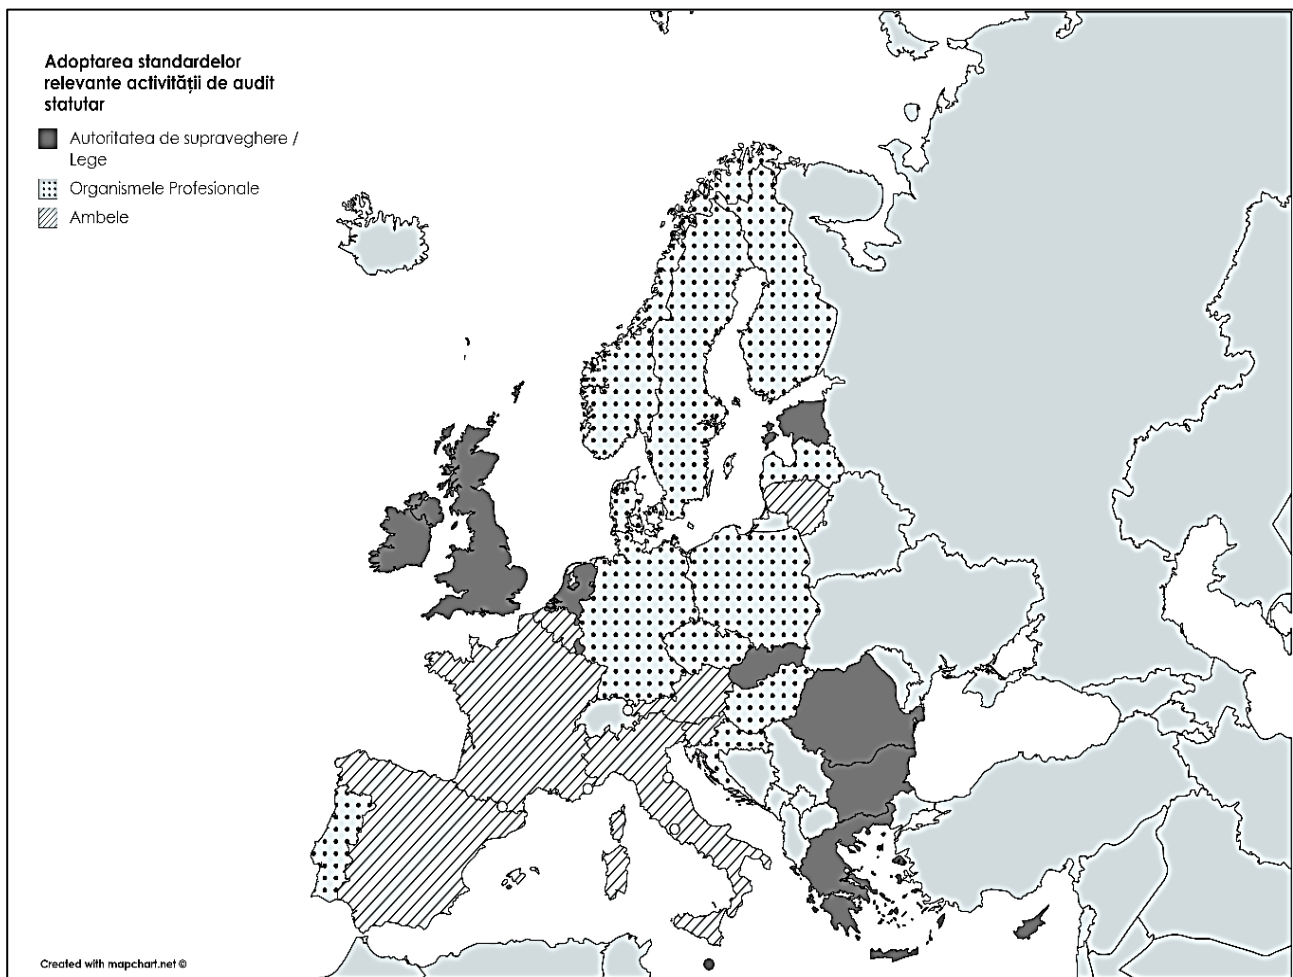 Adoptarea standardelor
relevante activității de audit
statutar
Autoritatea de supraveghere /
Lege
Organismele Profesionale
Ambele
Created with mapchart.net ©